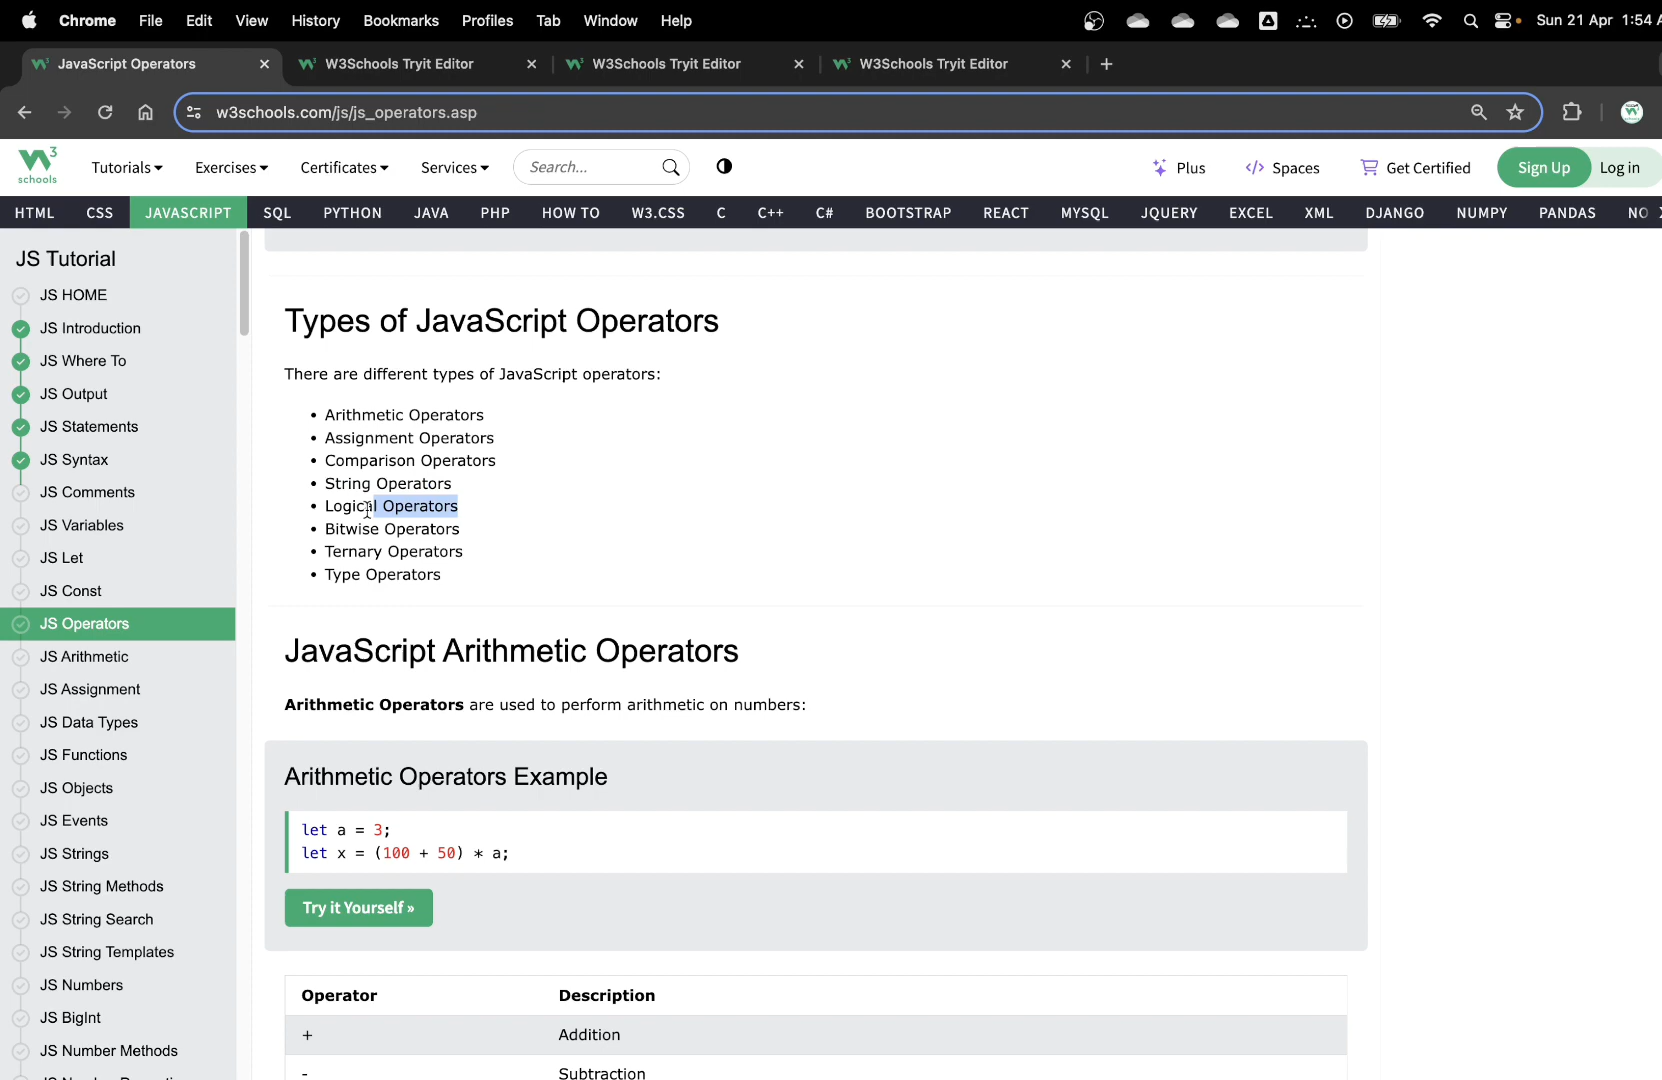 Chrome File Edit View History Bookmarks Profiles Tab Window Help Sun 21 Apr 1:54
JavaScript Operators W3Schools Tryit Editor W3Schools Tryit Editor W3Schools Tryit Editor
w3schools.com/js/js_operators.asp
W3 schools Tutorials Exercises Certificates Services Search... Plus Spaces Get Certified Sign Up Log in
HTML CSS JAVASCRIPT SQL PYTHON JAVA PHP HOW TO W3.CSS C C++ C# BOOTSTRAP REACT MYSQL JQUERY EXCEL XML DJANGO NUMPY PANDAS
JS Tutorial
JS HOME
JS Introduction
JS Where To
JS Output
JS Statements
JS Syntax
JS Comments
JS Variables
JS Let
JS Const
JS Operators
JS Arithmetic
JS Assignment
JS Data Types
JS Functions
JS Objects
JS Events
JS Strings
JS String Methods
JS String Search
JS String Templates
JS Numbers
JS BigInt
JS Number Methods
Types of JavaScript Operators
There are different types of JavaScript operators:
• Arithmetic Operators
• Assignment Operators
• Comparison Operators
• String Operators
• Logical Operators
• Bitwise Operators
• Ternary Operators
• Type Operators
JavaScript Arithmetic Operators
Arithmetic Operators are used to perform arithmetic on numbers:
Arithmetic Operators Example
let a = 3;
let x = (100 + 50) * a;
Try it Yourself »
Operator Description
+ Addition
- Subtraction